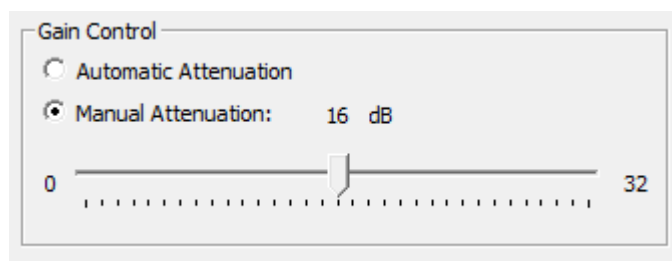 Gain Control
Automatic Attenuation
Manual Attenuation: 16 dB
0 32